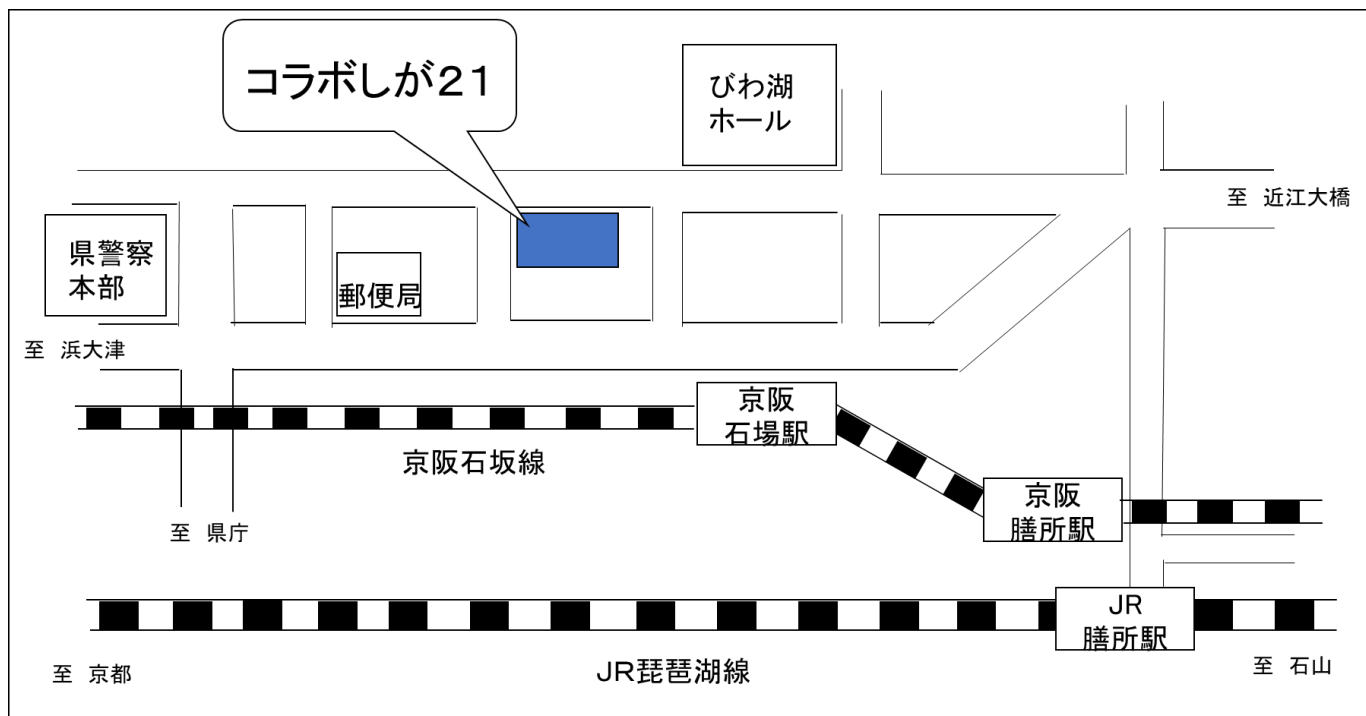 コラボしが２１
びわ湖
ホール
至 近江大橋
県警察
本部
郵便局
至 浜大津
京阪
石場駅
京阪石坂線
京阪
膳所駅
至 県庁
JR
膳所駅
至 京都
JR琵琶湖線
至 石山